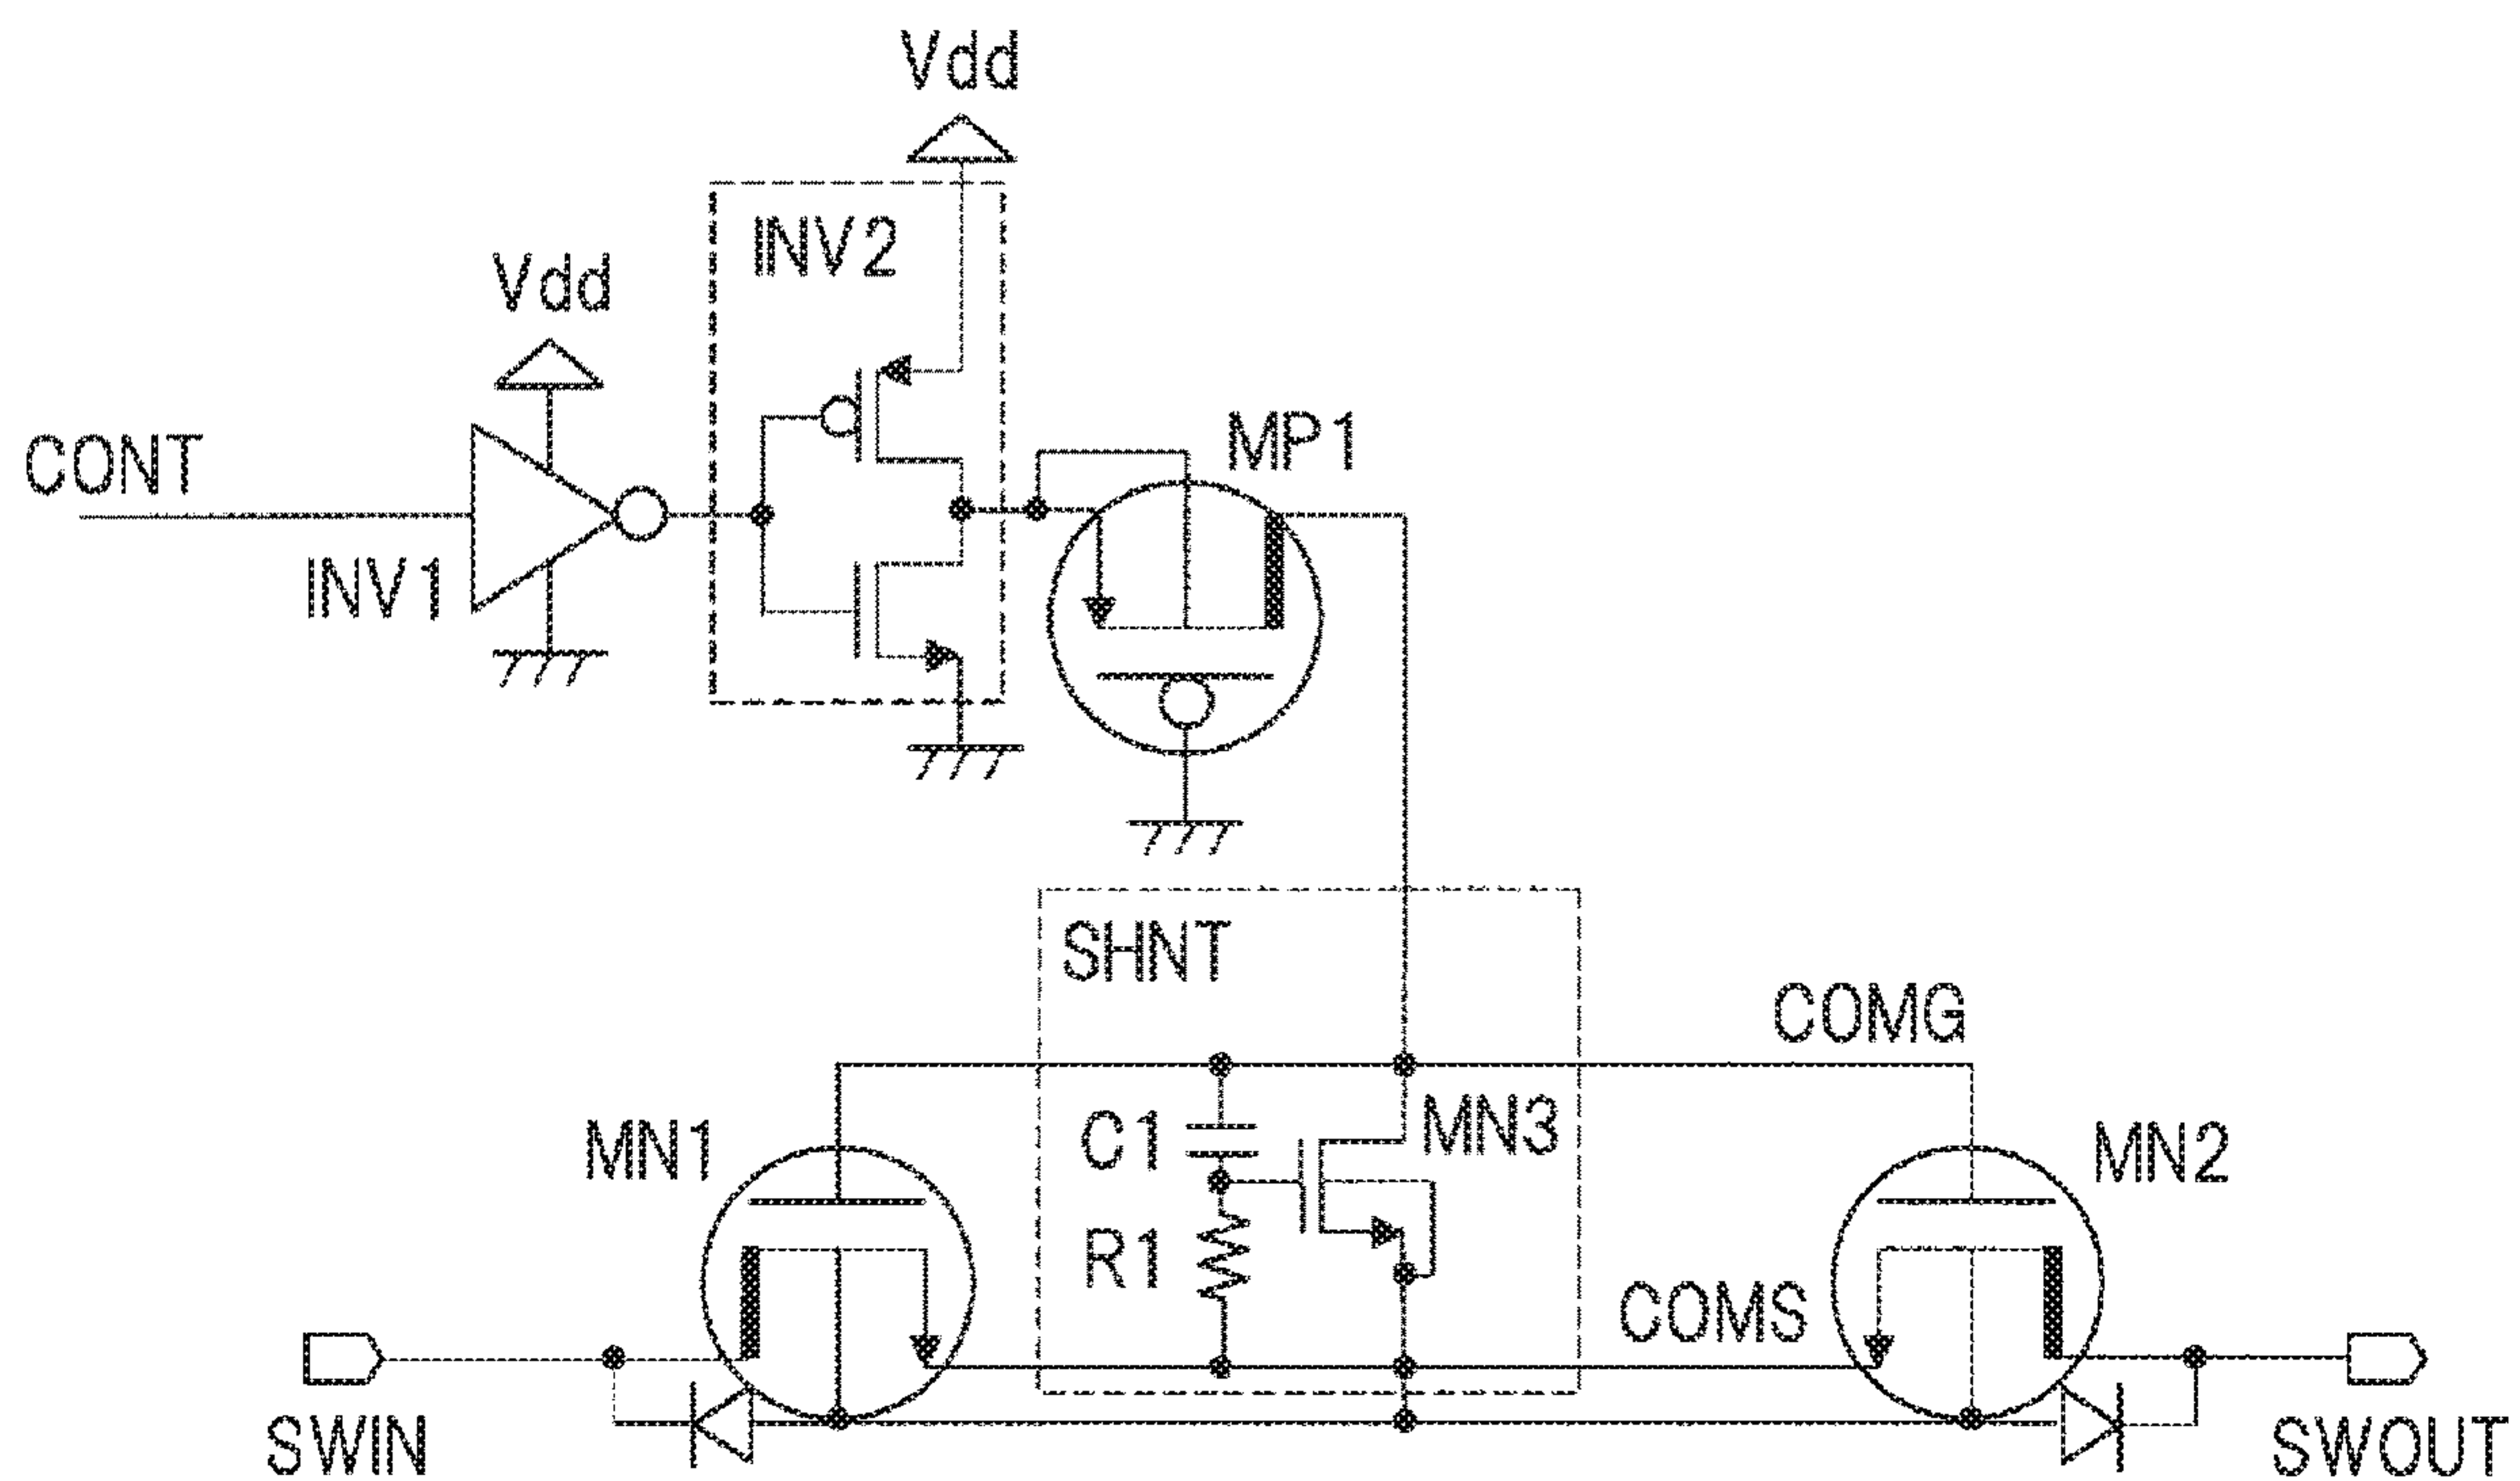 Vdd
INV2
Vdd
MP1
CONT
INV1
SHNT
COMG
MN1
C1
MN3
MN2
R1
COMS
SWIN
SWOUT